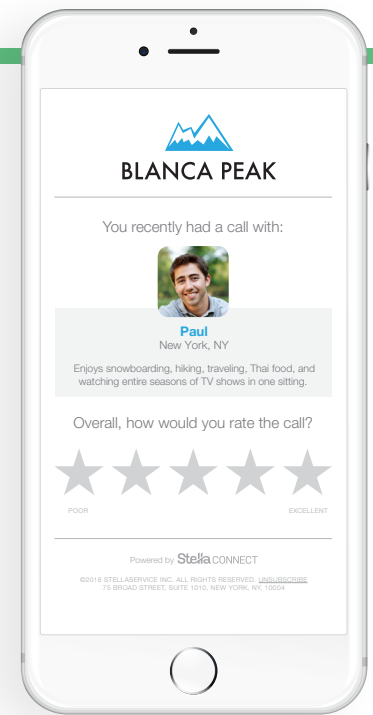 BLANCA PEAK
You recently had a call with:
Paul
New York, NY
Enjoys snowboarding, hiking, traveling, Thai food, and
watching entire seasons of TV shows in one sitting.
Overall, how would you rate the call?
POOR EXCELLENT
Powered by Stella CONNECT
©2016 STELLASERVICE INC. ALL RIGHTS RESERVED. UNSUBSCRIBE
75 BROAD STREET, SUITE 1010, NEW YORK, NY, 10004